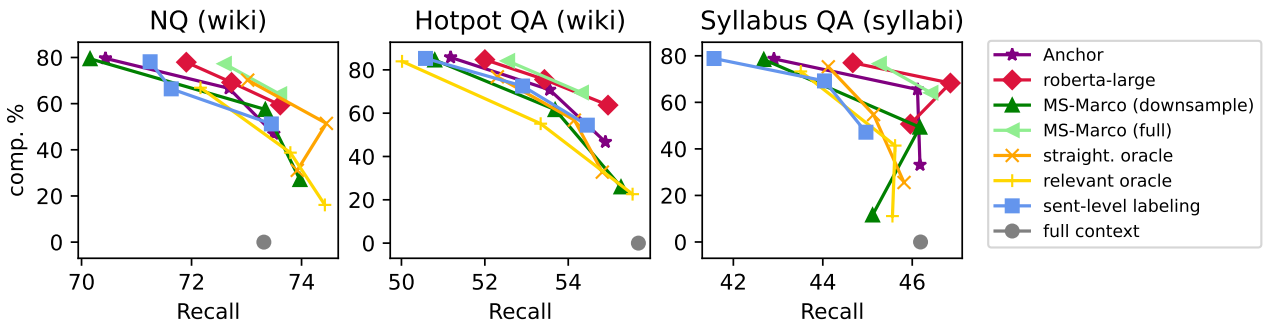 NQ (wiki)
Hotpot QA (wiki)
Syllabus QA (syllabi)
comp. %
80
60
40
20
0
70
72
74
Recall
80
60
40
20
0
50
52
54
Recall
80
60
40
20
0
42
44
46
Recall
Anchor
roberta-large
MS-Marco (downsample)
MS-Marco (full)
straight. oracle
relevant oracle
sent-level labeling
full context